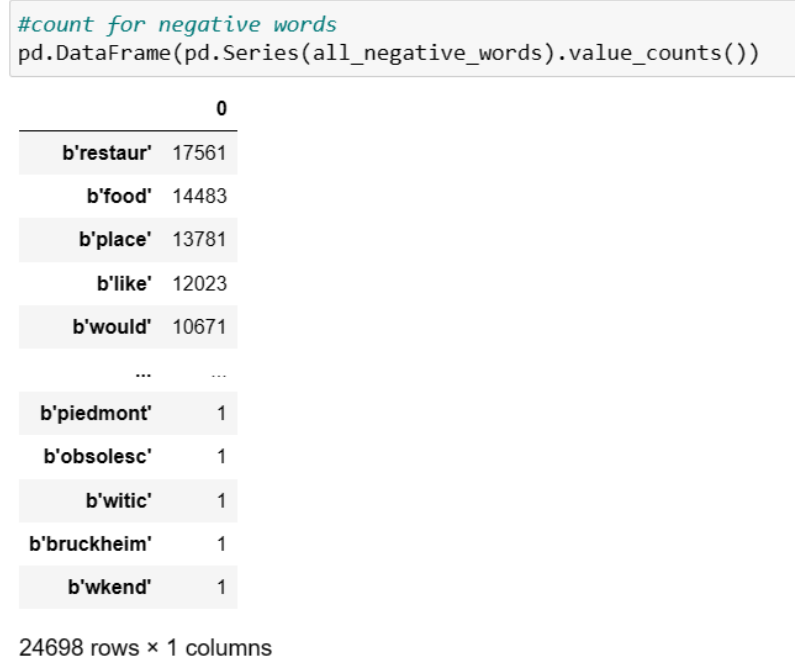 #count for negative words
pd.DataFrame(pd.Series(all_negative_words).value_counts())
0
b'restaur' 17561
b'food' 14483
b'place' 13781
b'like' 12023
b'would' 10671
... ...
b'piedmont' 1
b'obsolesc' 1
b'witic' 1
b'bruckheim' 1
b'wkend' 1
24698 rows × 1 columns